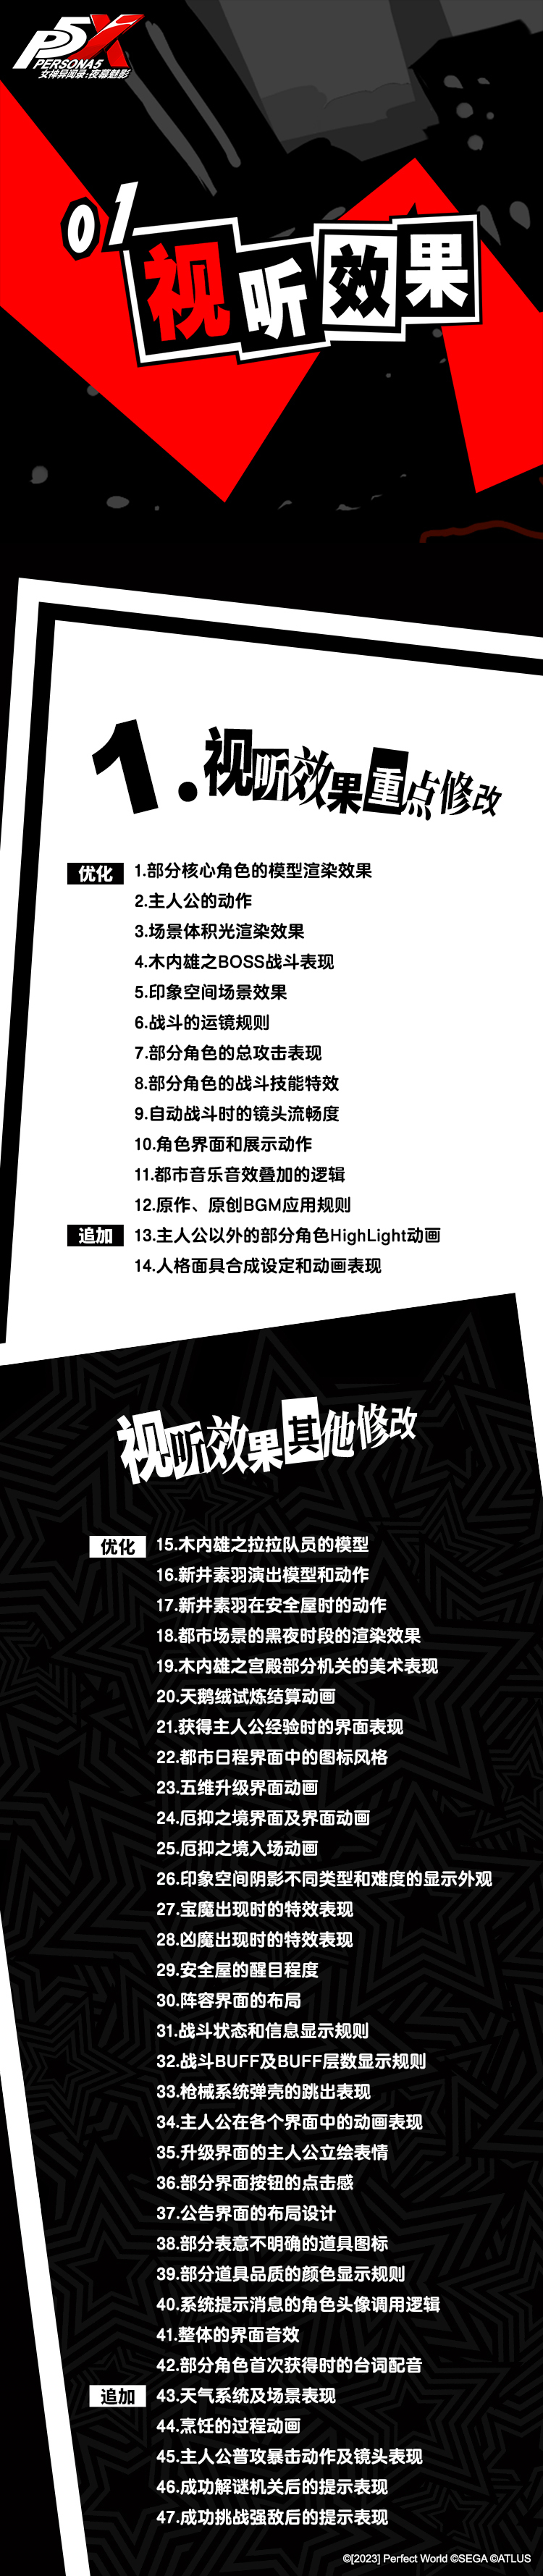 P5X
PERSONA5
女神异闻录:夜幕魅影
01
视听效果
1.视听效果重点修改
优化 1.部分核心角色的模型渲染效果
2.主人公的动作
3.场景体积光渲染效果
4.木内雄之BOSS战斗表现
5.印象空间场景效果
6.战斗的运镜规则
7.部分角色的总攻击表现
8.部分角色的战斗技能特效
9.自动战斗时的镜头流畅度
10.角色界面和展示动作
11.都市音乐音效叠加的逻辑
12.原作、原创BGM应用规则
追加 13.主人公以外的部分角色HighLight动画
14.人格面具合成设定和动画表现
视听效果其他修改
优化 15.木内雄之拉拉队员的模型
16.新井素羽演出模型和动作
17.新井素羽在安全屋时的动作
18.都市场景的黑夜时段的渲染效果
19.木内雄之宫殿部分机关的美术表现
20.天鹅绒试炼结算动画
21.获得主人公经验时的界面表现
22.都市日程界面中的图标风格
23.五维升级界面动画
24.厄抑之境界面及界面动画
25.厄抑之境入场动画
26.印象空间阴影不同类型和难度的显示外观
27.宝魔出现时的特效表现
28.凶魔出现时的特效表现
29.安全屋的醒目程度
30.阵容界面的布局
31.战斗状态和信息显示规则
32.战斗BUFF及BUFF层数显示规则
33.枪械系统弹壳的跳出表现
34.主人公在各个界面中的动画表现
35.升级界面的主人公立绘表情
36.部分界面按钮的点击感
37.公告界面的布局设计
38.部分表意不明确的道具图标
39.部分道具品质的颜色显示规则
40.系统提示消息的角色头像调用逻辑
41.整体的界面音效
42.部分角色首次获得时的台词配音
追加 43.天气系统及场景表现
44.烹饪的过程动画
45.主人公普攻暴击动作及镜头表现
46.成功解谜机关后的提示表现
47.成功挑战强敌后的提示表现
©[2023] Perfect World ©SEGA ©ATLUS